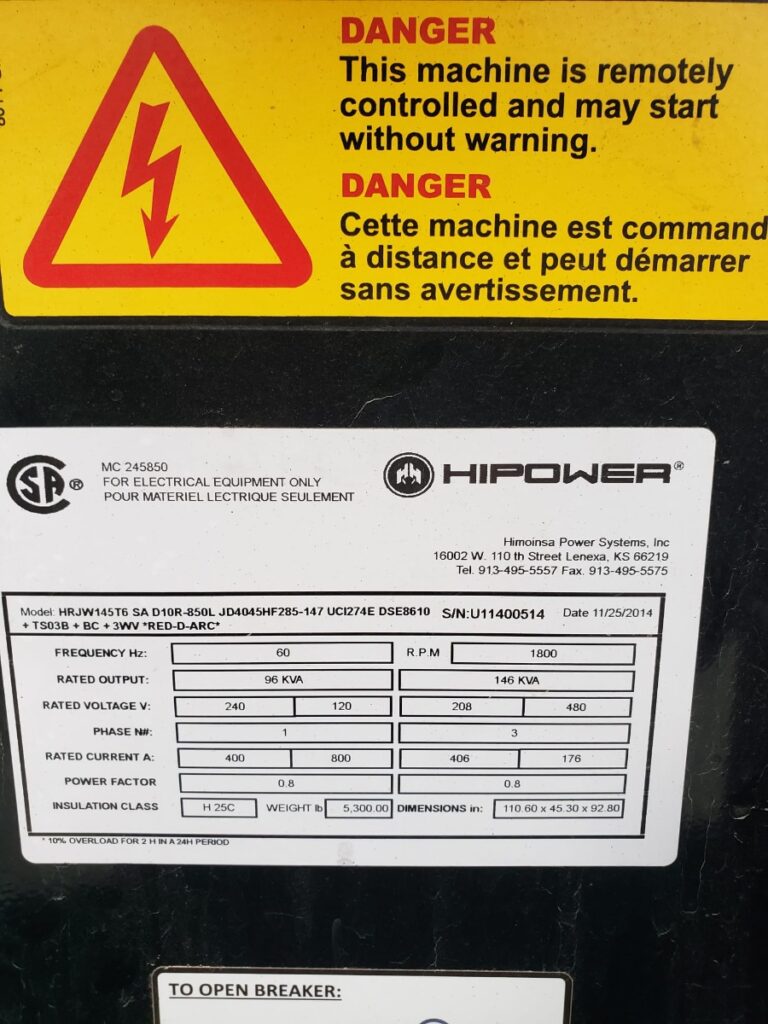 DANGER
This machine is remotely
controlled and may start
without warning.
DANGER
Cette machine est command
à distance et peut démarrer
sans avertissement.
SA ®
MC 245850
FOR ELECTRICAL EQUIPMENT ONLY
POUR MATERIEL LECTRIQUE SEULEMENT
HIPOWER®
Himoinsa Power Systems, Inc
16002 W. 110 th Street Lenexa, KS 66219
Tel. 913-495-5557 Fax. 913-495-5575
Model: HRJW145T6 SA D10R-850L JD4045HF285-147 UCI274E DSE8610 S/N:U11400514 Date 11/25/2014
+ TS03B + BC + 3WV *RED-D-ARC*
FREQUENCY Hz: 60 R.P.M 1800
RATED OUTPUT: 96 KVA 146 KVA
RATED VOLTAGE V: 240 120 208 480
PHASE N#: 1 3
RATED CURRENT A: 400 800 406 176
POWER FACTOR 0.8 0.8
INSULATION CLASS H 25C WEIGHT lb 5,300.00 DIMENSIONS in: 110.60 x 45.30 x 92.80
* 10% OVERLOAD FOR 2 H IN A 24H PERIOD
TO OPEN BREAKER: